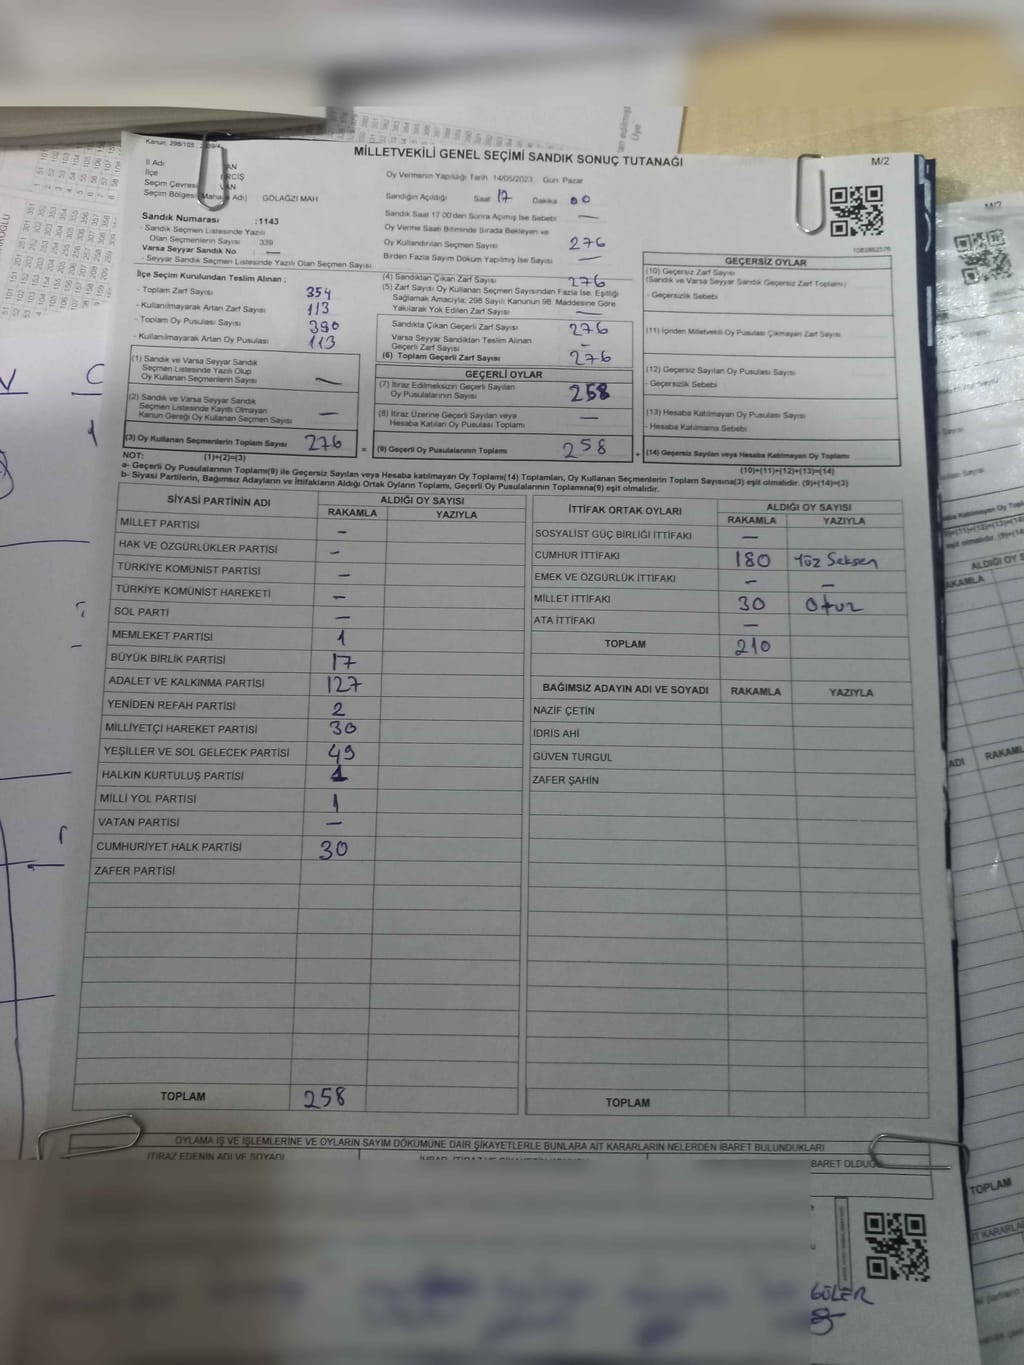 MİLLETVEKİLİ GENEL SEÇİMİ SANDIK SONUÇ TUTANAĞI
M/2
İl Adı
İlçe
Seçim Çevresi VAN
Seçim Bölgesi (Mahalle Adı) GÖLAĞZI MAH
Oy Vermenin Yapıldığı Tarih 14/05/2023 Gün: Pazar
Sandığın Açıldığı Saat 17 Dakika 00
Sandık Saat 17.00'den Sonra Açılmış İse Sebebi —
Oy Verme Saati Bitiminde Sırada Bekleyen ve
Oy Kullandırılan Seçmen Sayısı 276
Birden Fazla Sayım Döküm Yapılmış İse Sayısı —
Sandık Numarası :1143
- Sandık Seçmen Listesinde Yazılı
Olan Seçmenlerin Sayısı 339
Varsa Seyyar Sandık No —
- Seyyar Sandık Seçmen Listesinde Yazılı Olan Seçmen Sayısı
İlçe Seçim Kurulundan Teslim Alınan ;
- Toplam Zarf Sayısı 354
- Kullanılmayarak Artan Zarf Sayısı 113
- Toplam Oy Pusulası Sayısı 390
- Kullanılmayarak Artan Oy Pusulası 113
(1) Sandık ve Varsa Seyyar Sandık
Seçmen Listesinde Yazılı Olup
Oy Kullanan Seçmenlerin Sayısı —
(2) Sandık ve Varsa Seyyar Sandık
Seçmen Listesinde Kayıtlı Olmayan
Kanun Gereği Oy Kullanan Seçmen Sayısı —
(3) Oy Kullanan Seçmenlerin Toplam Sayısı 276
(4) Sandıktan Çıkan Zarf Sayısı 276
(5) Zarf Sayısı Oy Kullanan Seçmen Sayısından Fazla İse, Eşitliği
Sağlamak Amacıyla, 298 Sayılı Kanunun 98. Maddesine Göre
Yakılarak Yok Edilen Zarf Sayısı —
Sandıkta Çıkan Geçerli Zarf Sayısı 276
Varsa Seyyar Sandıktan Teslim Alınan
Geçerli Zarf Sayısı -
(6) Toplam Geçerli Zarf Sayısı 276
GEÇERLİ OYLAR
(7) İtiraz Edilmeksizin Geçerli Sayılan
Oy Pusulalarının Sayısı 258
(8) İtiraz Üzerine Geçerli Sayılan veya
Hesaba Katılan Oy Pusulası Toplamı —
= (9) Geçerli Oy Pusulalarının Toplamı 258
GEÇERSİZ OYLAR
(10) Geçersiz Zarf Sayısı
(Sandık ve Varsa Seyyar Sandık Geçersiz Zarf Toplamı)
- Geçersizlik Sebebi
(11) İçinden Milletvekili Oy Pusulası Çıkmayan Zarf Sayısı
(12) Geçersiz Sayılan Oy Pusulası Sayısı
- Geçersizlik Sebebi
(13) Hesaba Katılmayan Oy Pusulası Sayısı
- Hesaba Katılmama Sebebi
+ (14) Geçersiz Sayılan veya Hesaba Katılmayan Oy Toplamı
NOT: (1)+(2)=(3) (10)+(11)+(12)+(13)=(14)
a- Geçerli Oy Pusulalarının Toplamı(9) ile Geçersiz Sayılan veya Hesaba katılmayan Oy Toplamı(14) Toplamları, Oy Kullanan Seçmenlerin Toplam Sayısına(3) eşit olmalıdır. (9)+(14)=(3)
b- Siyasi Partilerin, Bağımsız Adayların ve İttifakların Aldığı Ortak Oyların Toplamı, Geçerli Oy Pusulalarının Toplamına(9) eşit olmalıdır.
SİYASİ PARTİNİN ADI ALDIĞI OY SAYISI
RAKAMLA YAZIYLA
MİLLET PARTİSİ —
HAK VE ÖZGÜRLÜKLER PARTİSİ —
TÜRKİYE KOMÜNİST PARTİSİ —
TÜRKİYE KOMÜNİST HAREKETİ —
SOL PARTİ —
MEMLEKET PARTİSİ 1
BÜYÜK BİRLİK PARTİSİ 17
ADALET VE KALKINMA PARTİSİ 127
YENİDEN REFAH PARTİSİ 2
MİLLİYETÇİ HAREKET PARTİSİ 30
YEŞİLLER VE SOL GELECEK PARTİSİ 49
HALKIN KURTULUŞ PARTİSİ 1
MİLLİ YOL PARTİSİ 1
VATAN PARTİSİ —
CUMHURİYET HALK PARTİSİ 30
ZAFER PARTİSİ
TOPLAM 258
İTTİFAK ORTAK OYLARI ALDIĞI OY SAYISI
RAKAMLA YAZIYLA
SOSYALİST GÜÇ BİRLİĞİ İTTİFAKI —
CUMHUR İTTİFAKI 180 Yüz Seksen
EMEK VE ÖZGÜRLÜK İTTİFAKI — —
MİLLET İTTİFAKI 30 Otuz
ATA İTTİFAKI —
TOPLAM 210
BAĞIMSIZ ADAYIN ADI VE SOYADI RAKAMLA YAZIYLA
NAZİF ÇETİN
İDRİS AHİ
GÜVEN TURGUL
ZAFER ŞAHİN
TOPLAM
OYLAMA İŞ VE İŞLEMLERİNE VE OYLARIN SAYIM DÖKÜMÜNE DAİR ŞİKAYETLERLE BUNLARA AİT KARARLARIN NELERDEN İBARET BULUNDUKLARI
İTİRAZ EDENİN ADI VE SOYADI
GÜLER